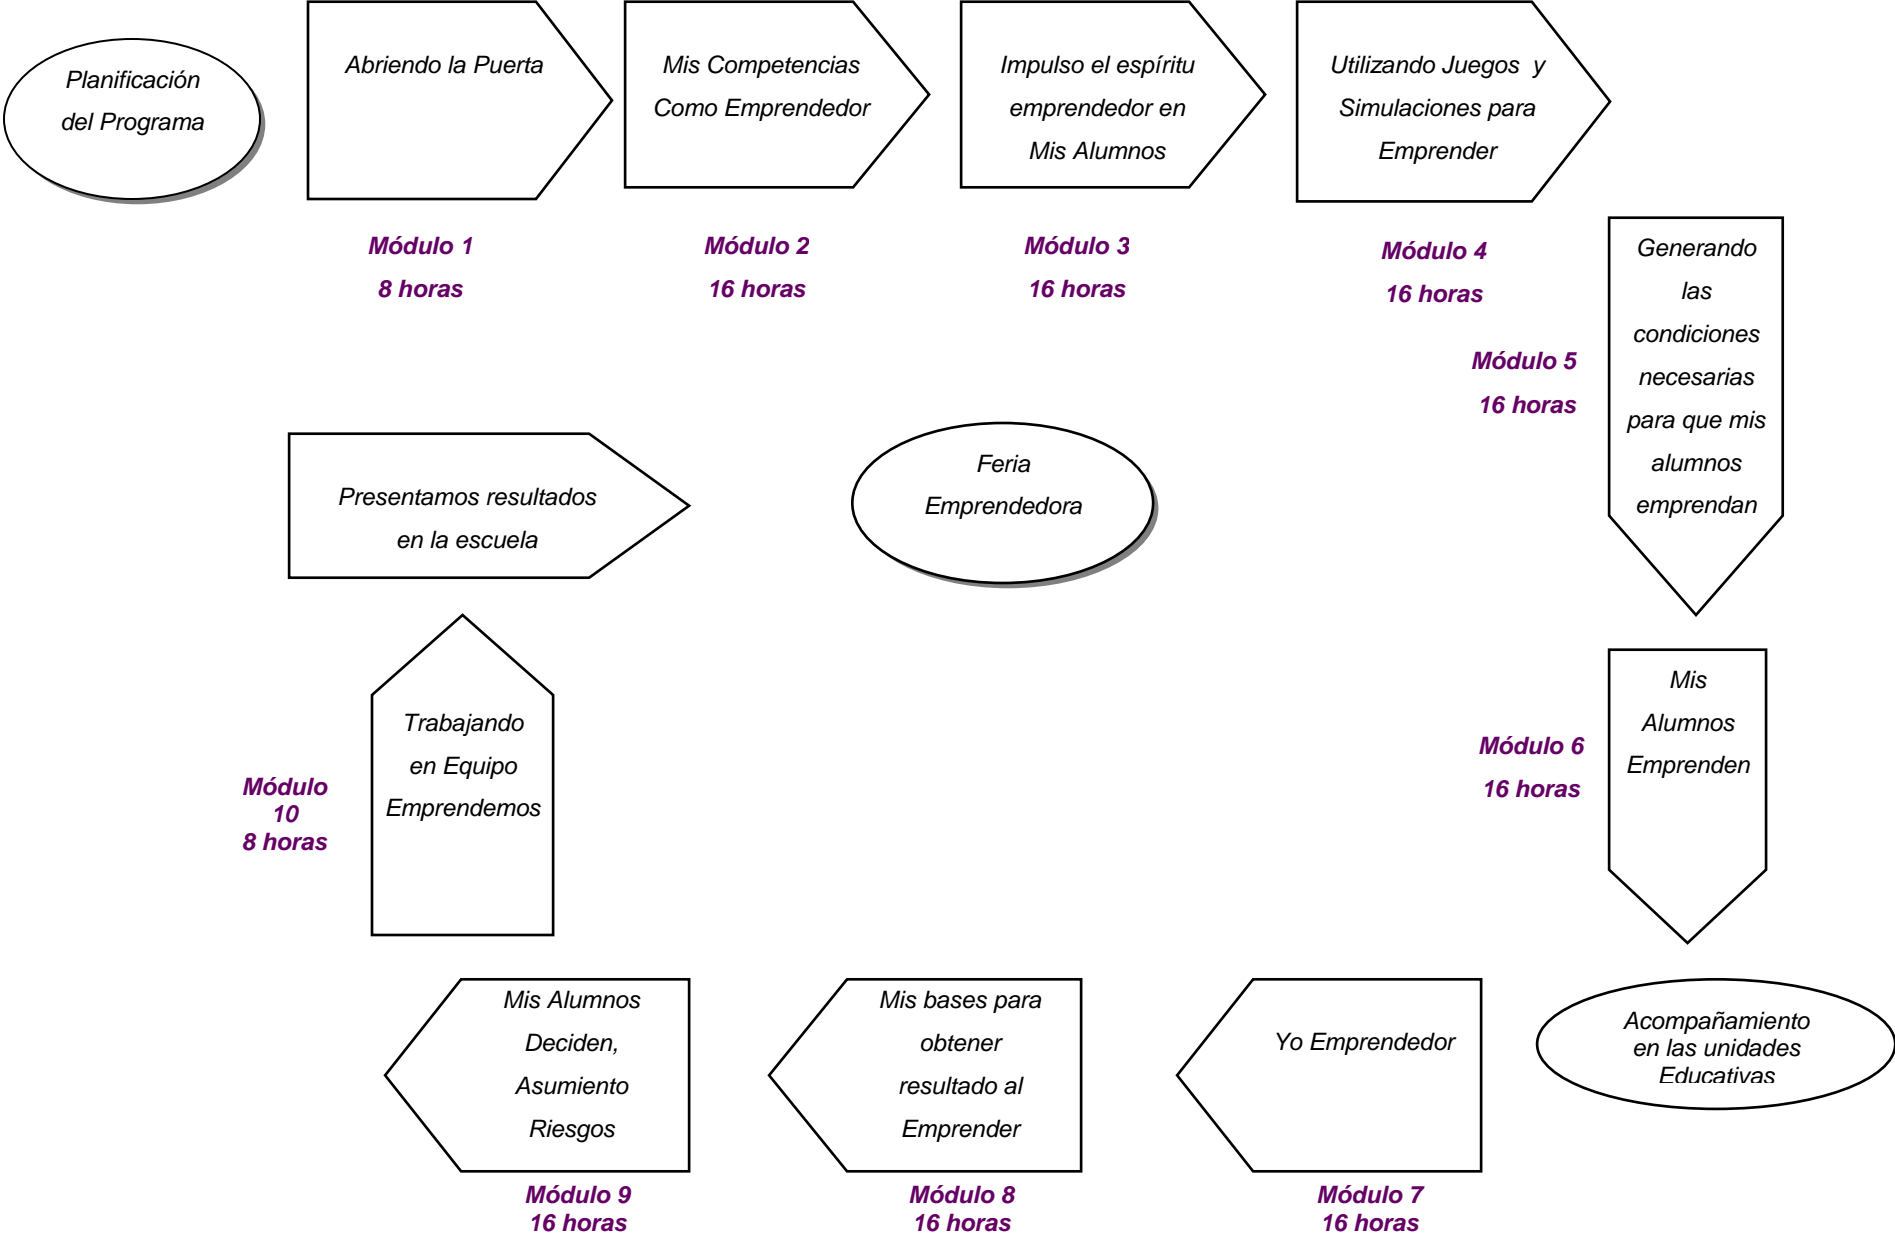 Planificación
del Programa
Abriendo la Puerta
Mis Competencias
Como Emprendedor
Impulso el espíritu
emprendedor en
Mis Alumnos
Utilizando Juegos  y
Simulaciones para
Emprender
Módulo 1
8 horas
Módulo 2
16 horas
Módulo 3
16 horas
Módulo 4
16 horas
Generando
las
condiciones
necesarias
para que mis
alumnos
emprendan
Módulo 5
16 horas
Mis
Alumnos
Emprenden
Módulo 6
16 horas
Acompañamiento
en las unidades
Educativas
Yo Emprendedor
Módulo 7
16 horas
Mis bases para
obtener
resultado al
Emprender
Módulo 8
16 horas
Mis Alumnos
Deciden,
Asumiento
Riesgos
Módulo 9
16 horas
Trabajando
en Equipo
Emprendemos
Módulo
10
8 horas
Presentamos resultados
en la escuela
Feria
Emprendedora